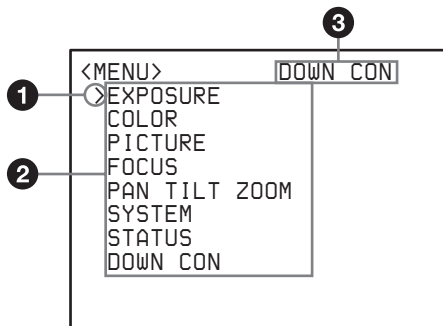 3
<MENU> DOWN CON
1
>EXPOSURE
COLOR
PICTURE
2
FOCUS
PAN TILT ZOOM
SYSTEM
STATUS
DOWN CON